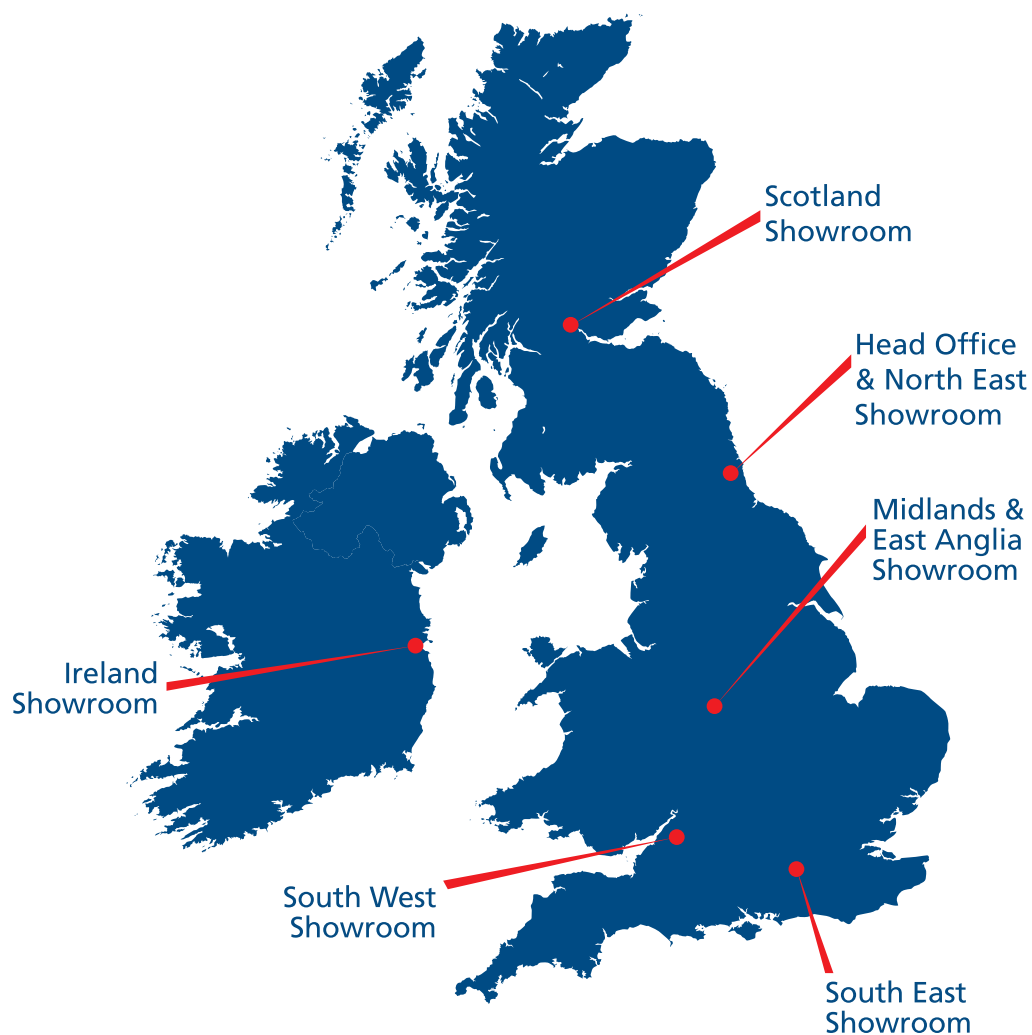 Scotland
Showroom
Head Office
& North East
Showroom
Midlands &
East Anglia
Showroom
Ireland
Showroom
South West
Showroom
South East
Showroom